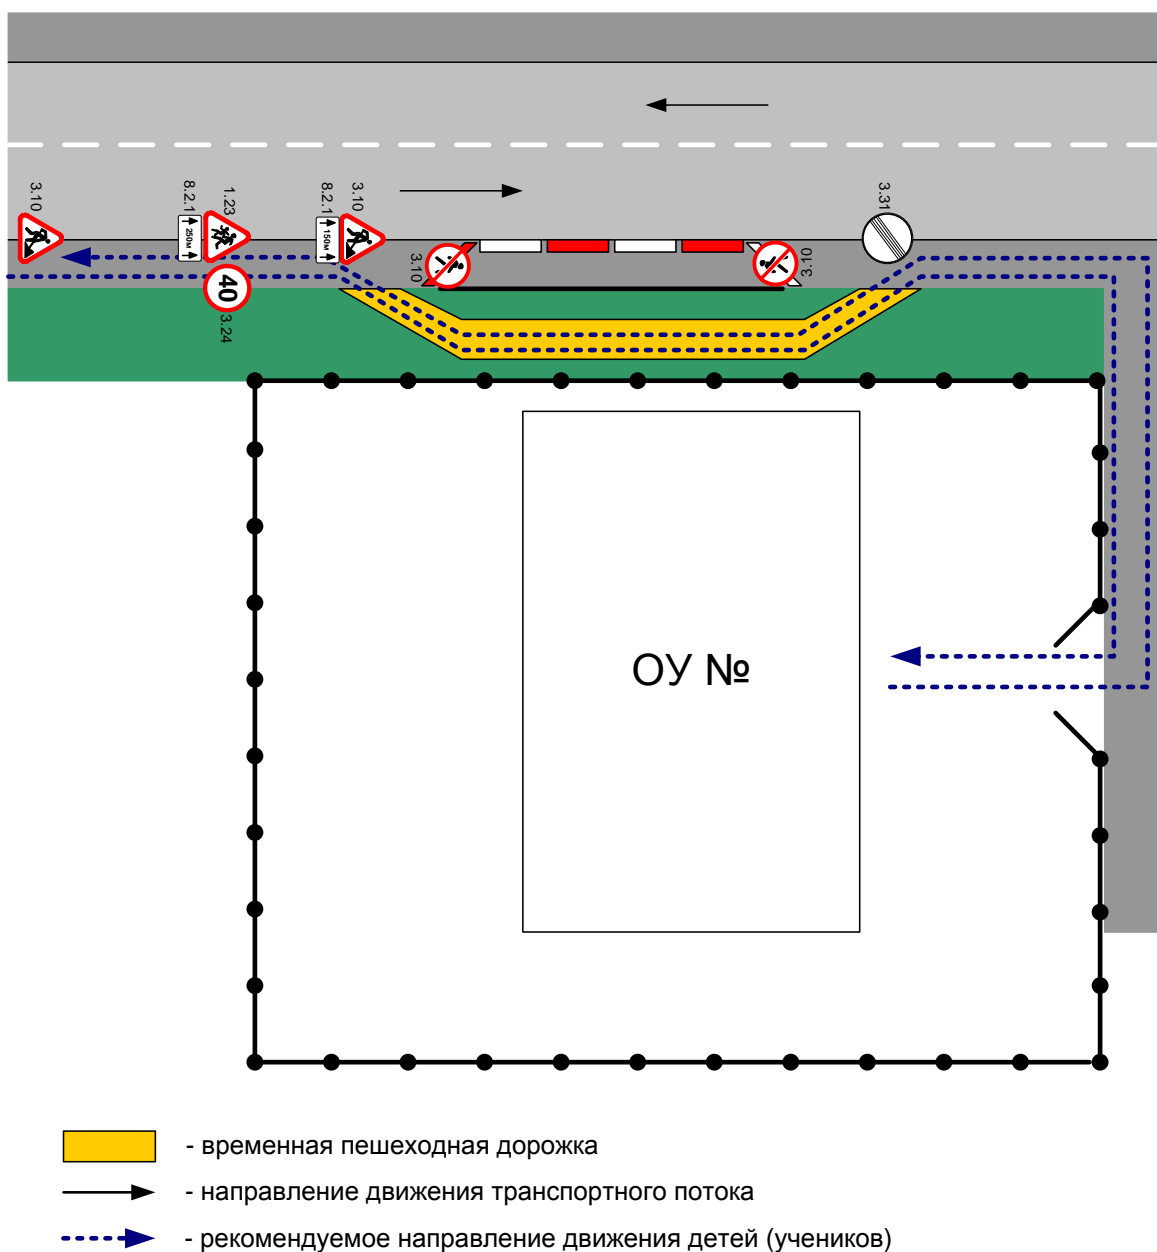 3.10
8.2.1
250м
1.23
40
3.24
8.2.1
150м
3.10
3.10
3.10
3.31
ОУ №
- временная пешеходная дорожка
- направление движения транспортного потока
- рекомендуемое направление движения детей (учеников)